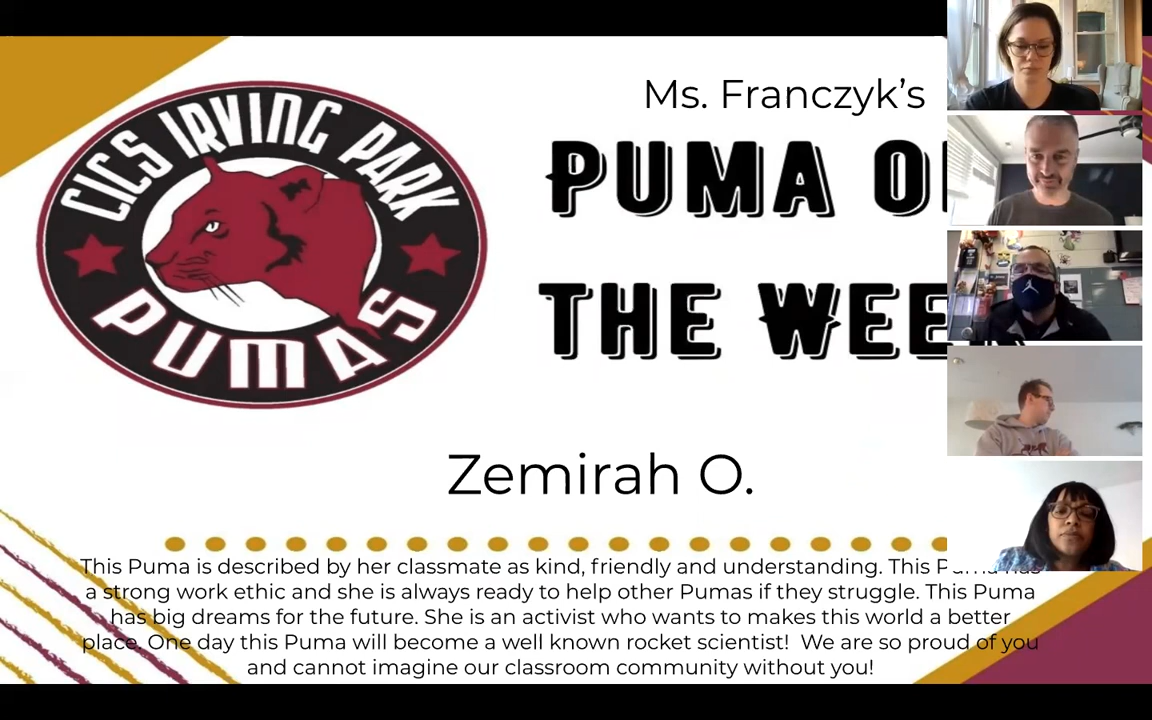 CICS IRVING PARK
PUMAS
Ms. Franczyk's
PUMA
THE
Zemirah O.
This Puma is described by her classmate as kind, friendly and understanding. This
a strong work ethic and she is always ready to help other Pumas if they struggle. This Puma
has big dreams for the future. She is an activist who wants to makes this world a better
place. One day this Puma will become a well known rocket scientist! We are so proud of you
and cannot imagine our classroom community without you!